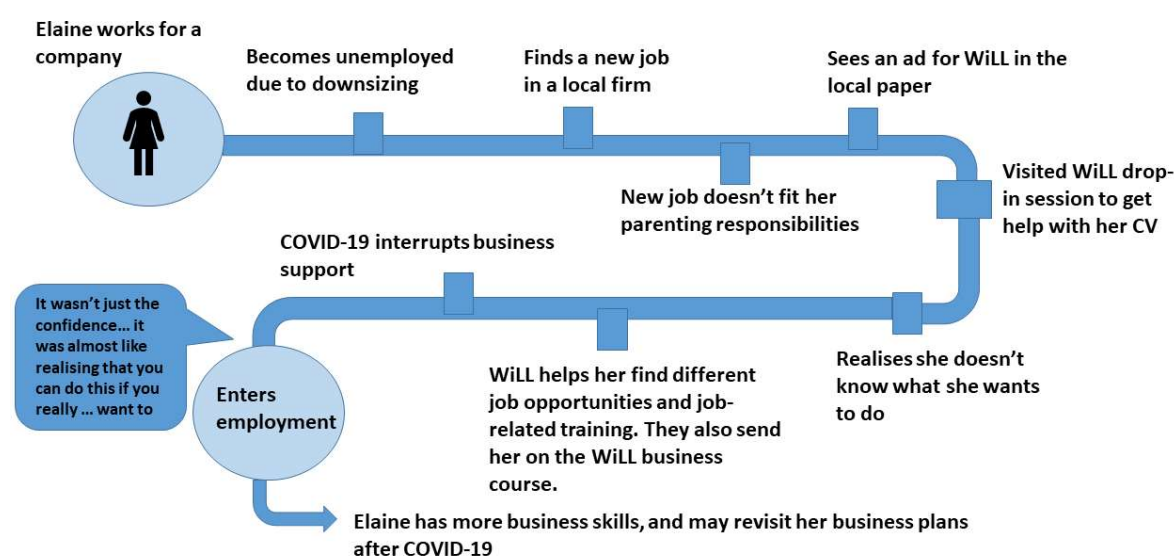 Elaine works for a
company
Becomes unemployed
due to downsizing
Finds a new job
in a local firm
New job doesn’t fit her
parenting responsibilities
Sees an ad for WiLL in the
local paper
Visited WiLL drop-
in session to get
help with her CV
Realises she doesn’t
know what she wants
to do
WiLL helps her find different
job opportunities and job-
related training. They also send
her on the WiLL business
course.
COVID-19 interrupts business
support
It wasn’t just the
confidence... it
was almost like
realising that you
can do this if you
really ... want to
Enters
employment
Elaine has more business skills, and may revisit her business plans
after COVID-19